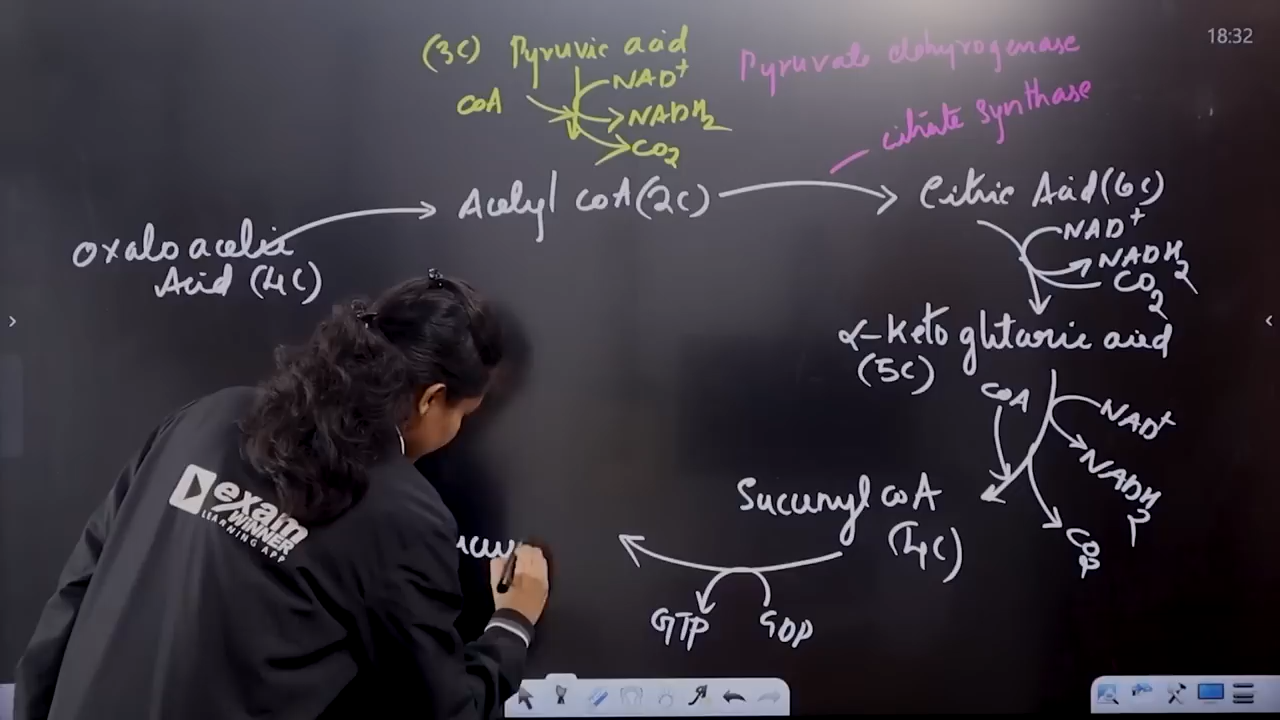 18:32
(3C) Pyruvic acid
Pyruvate dehyrogenase
CoA
NAD+
NADH2
CO2
citrate synthase
Oxaloacetic
Acid (4C)
Acetyl CoA (2C)
Citric Acid (6C)
NAD+
NADH2
CO2
α-Keto glutaric acid
(5C)
CoA
NAD+
NADH2
CO2
Succinyl CoA
(4C)
GTP
GDP
exam
WINNER
LEARNING APP